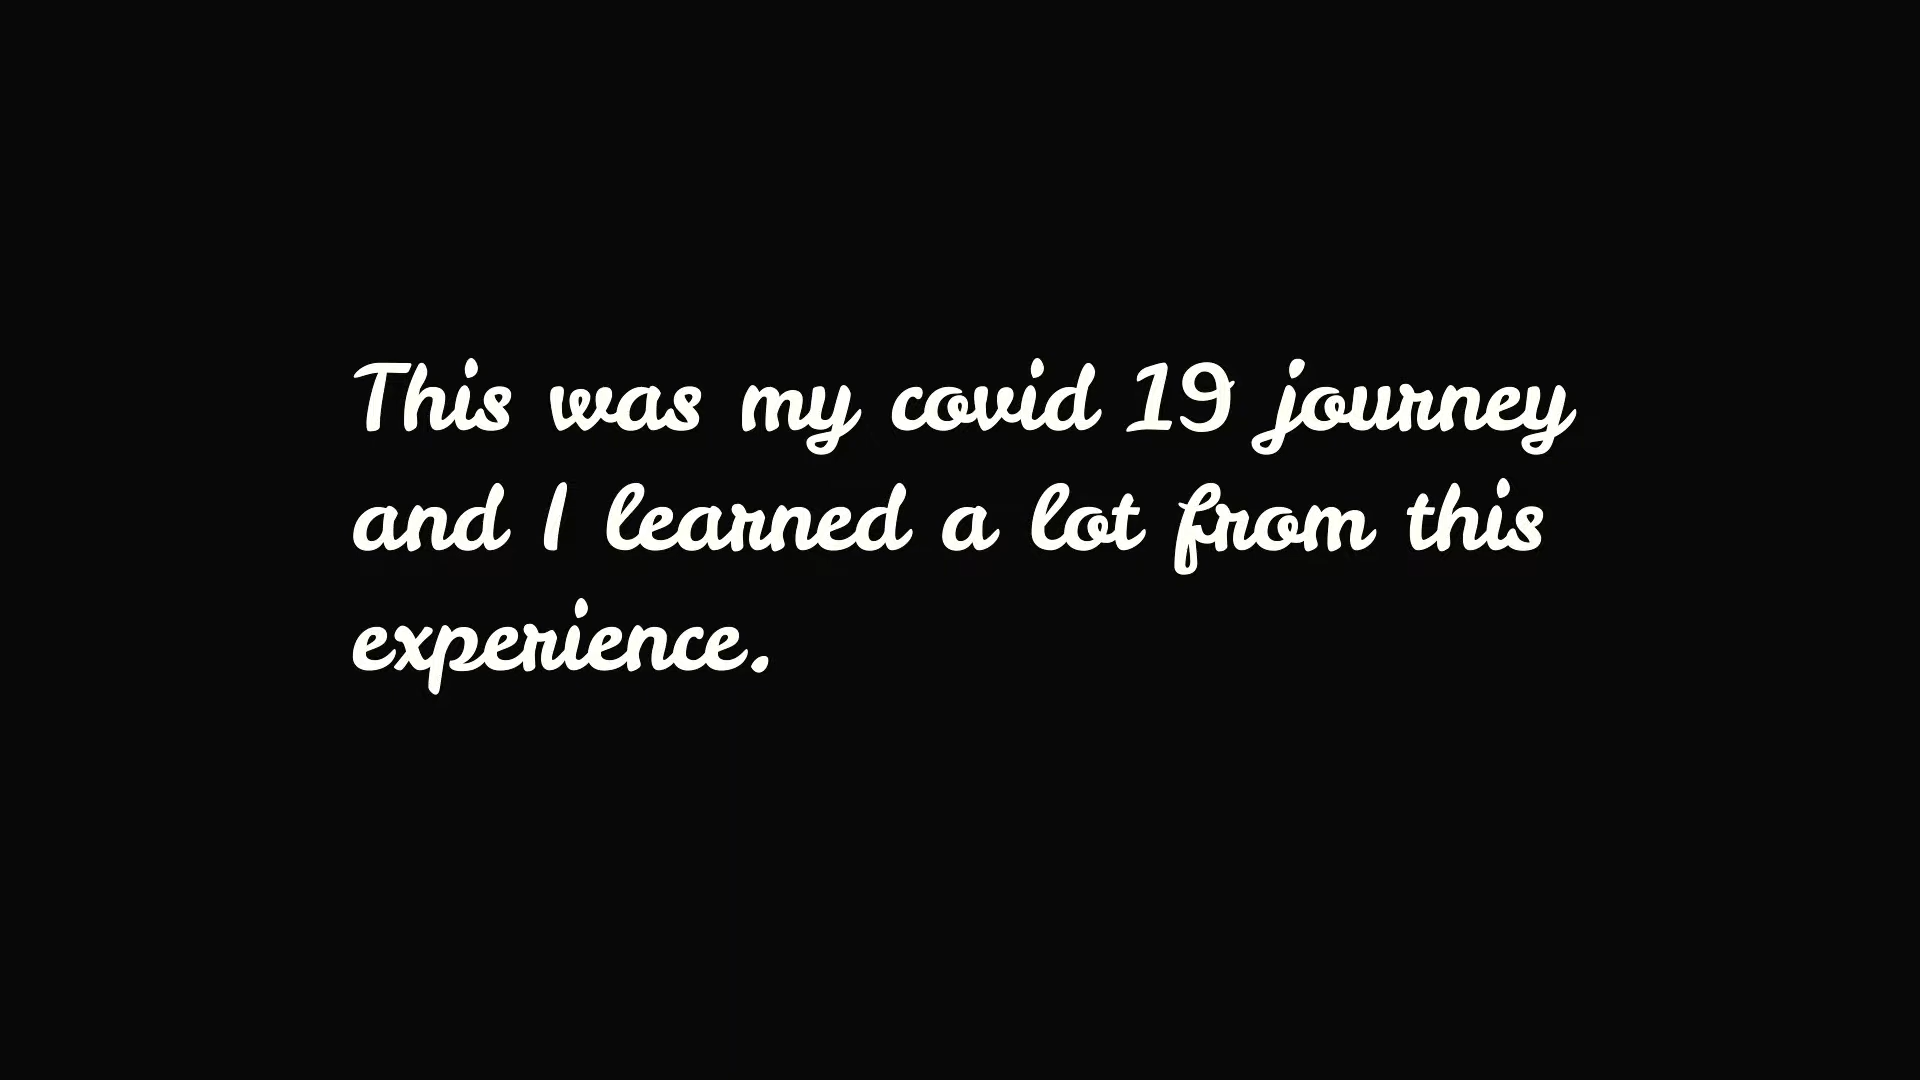 This was my covid 19 journey
and I learned a lot from this
experience.